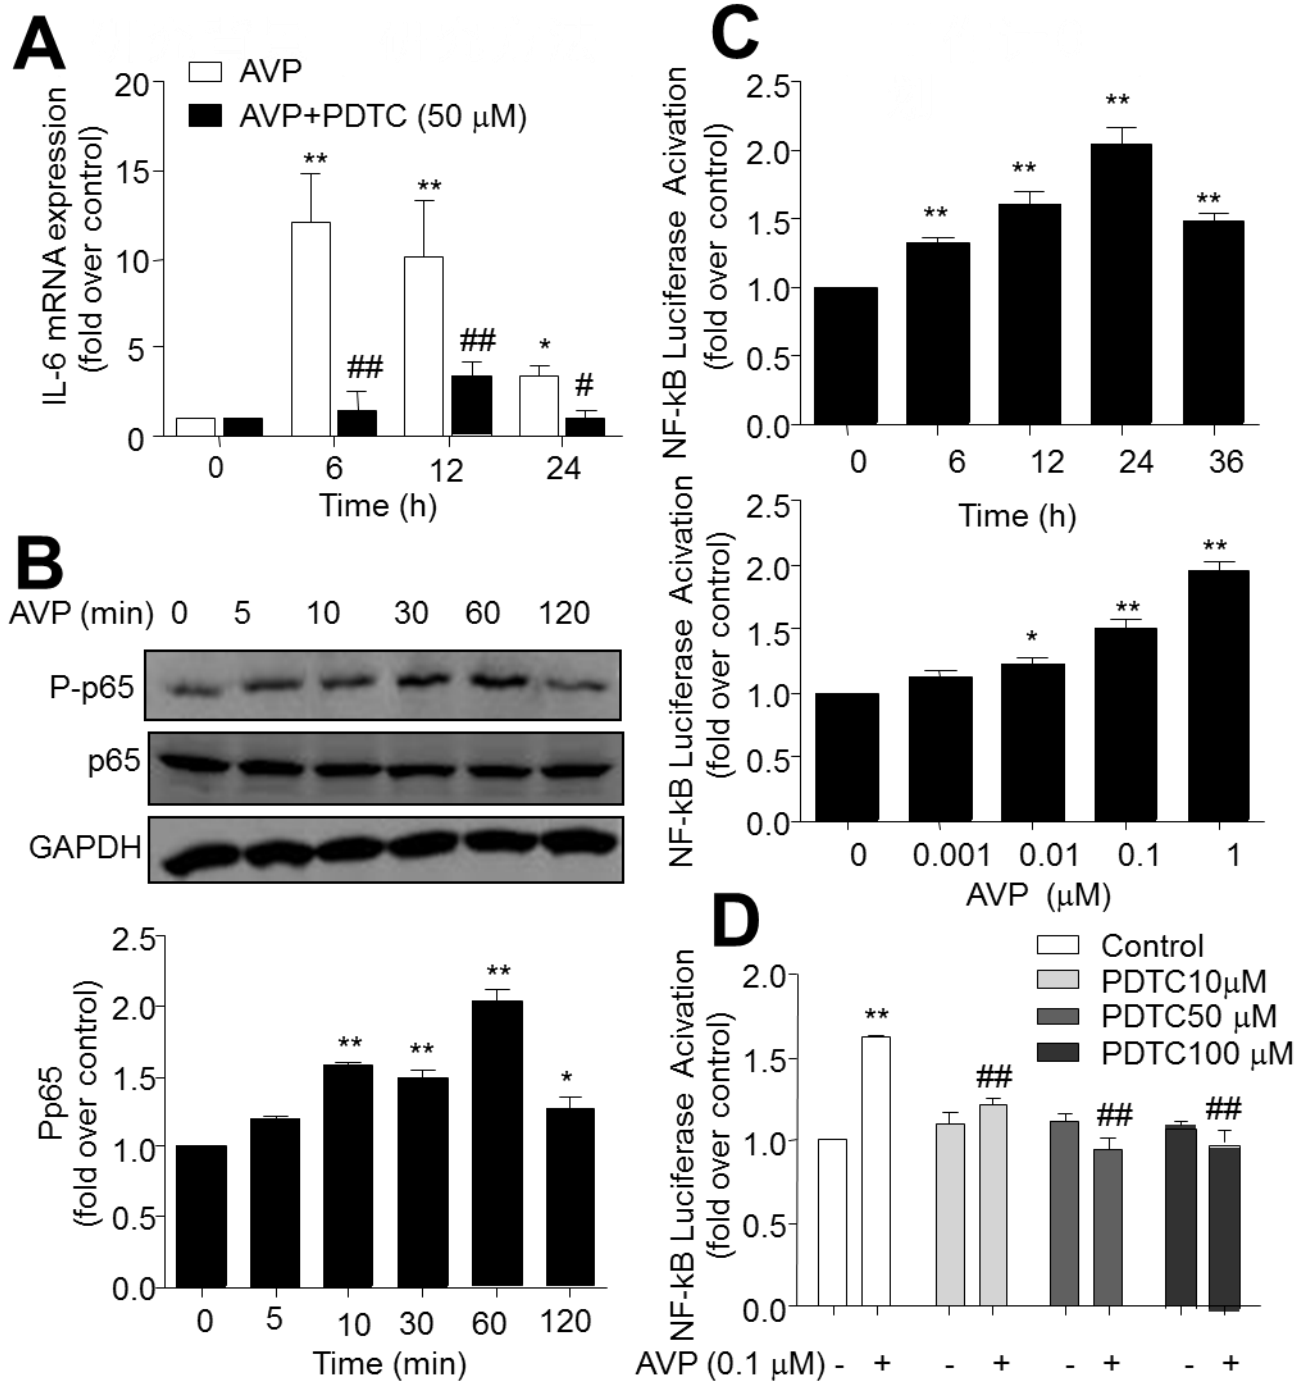 A
IL-6 mRNA expression
(fold over control)
AVP
AVP+PDTC (50 μM)
20
15
10
5
0
**
**
*
##
##
#
0 6 12 24
Time (h)
B
AVP (min) 0 5 10 30 60 120
P-p65
p65
GAPDH
Pp65
(fold over control)
2.5
2.0
1.5
1.0
0.5
0.0
**
**
**
*
0 5 10 30 60 120
Time (min)
C
NF-kB Luciferase Acivation
(fold over control)
2.5
2.0
1.5
1.0
0.5
0.0
**
**
**
**
0 6 12 24 36
Time (h)
NF-kB Luciferase Acivation
(fold over control)
2.5
2.0
1.5
1.0
0.5
0.0
*
**
**
0 0.001 0.01 0.1 1
AVP (μM)
D
NF-kB Luciferase Acivation
(fold over control)
Control
PDTC10μM
PDTC50 μM
PDTC100 μM
2.0
1.5
1.0
0.5
0.0
**
##
##
##
AVP (0.1 μM) - + - + - + - +